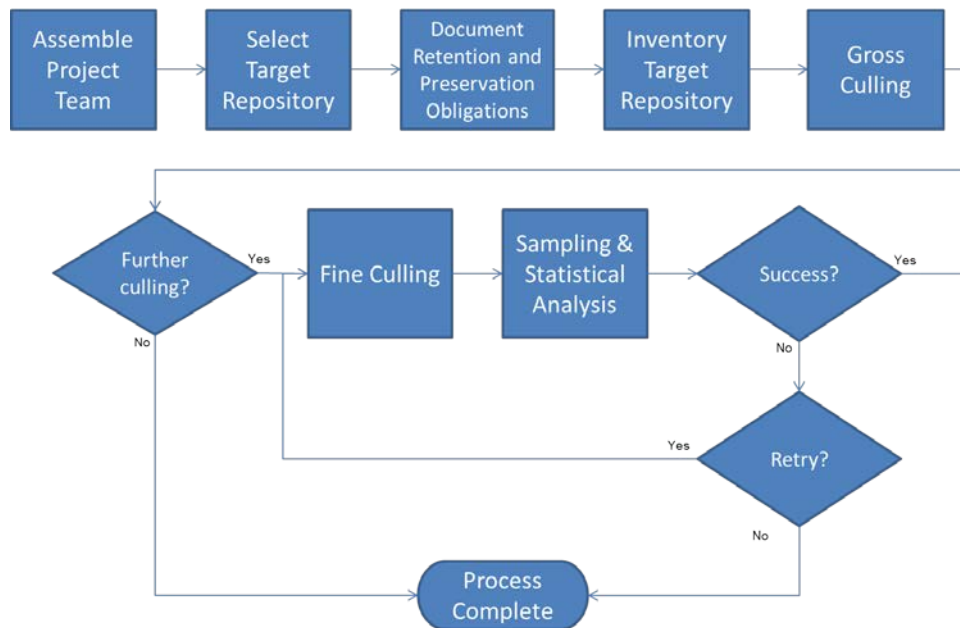 Assemble
Project
Team
Select
Target
Repository
Document
Retention and
Preservation
Obligations
Inventory
Target
Repository
Gross
Culling
Further
culling?
Yes
No
Fine Culling
Sampling &
Statistical
Analysis
Success?
Yes
No
Retry?
Yes
No
Process
Complete